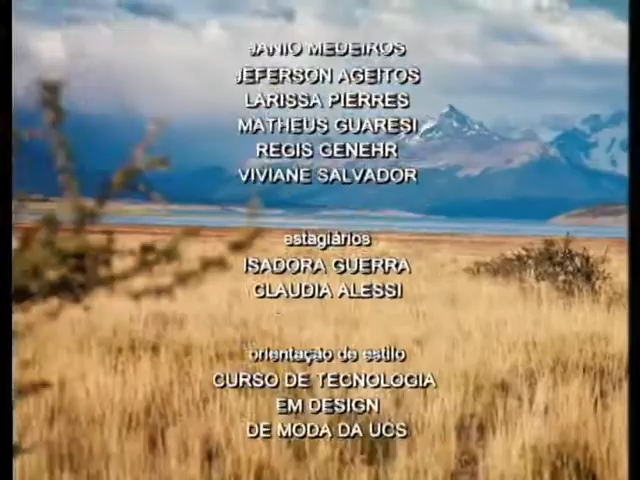 JANIO MEDEIROS
JEFERSON AGEITOS
LARISSA PIERRES
MATHEUS GUARESI
REGIS GENEHR
VIVIANE SALVADOR
estagiários
ISADORA GUERRA
CLAUDIA ALESSI
orientação de estilo
CURSO DE TECNOLOGIA
EM DESIGN
DE MODA DA UCS